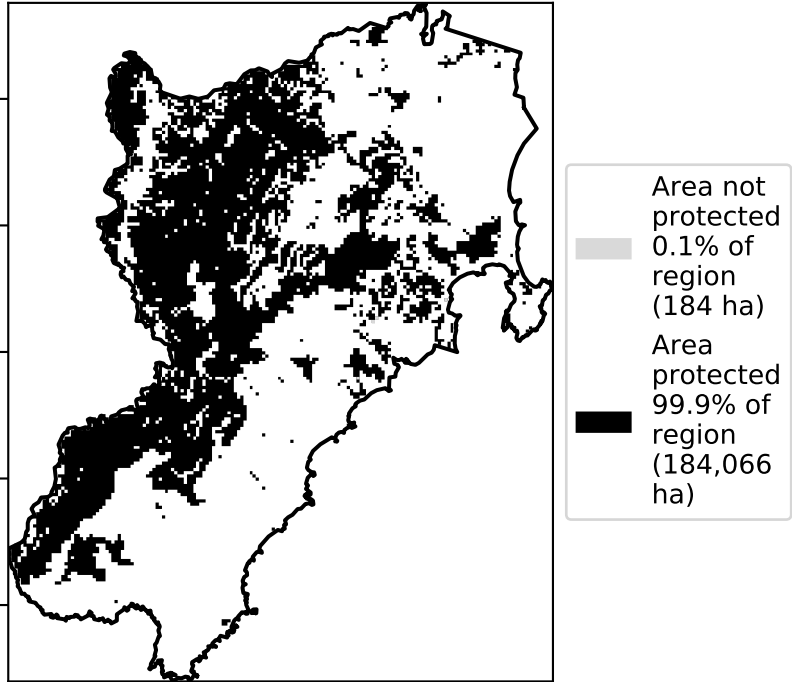 Area not
protected
0.1% of
region
(184 ha)
Area
protected
99.9% of
region
(184,066
ha)